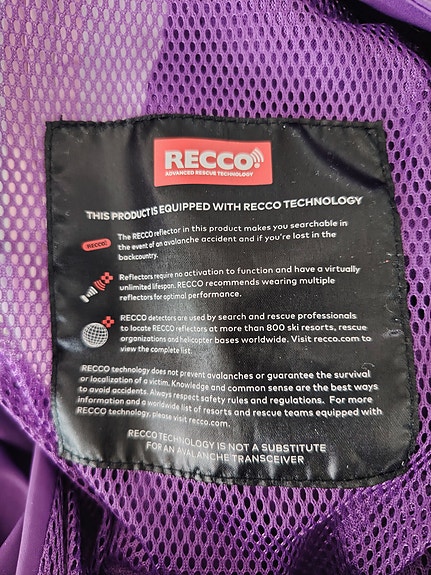 RECCO
ADVANCED RESCUE TECHNOLOGY
THIS PRODUCT IS EQUIPPED WITH RECCO TECHNOLOGY
RECCO
The RECCO reflector in this product makes you searchable in
the event of an avalanche accident and if you're lost in the
backcountry.
Reflectors require no activation to function and have a virtually
unlimited lifespan. RECCO recommends wearing multiple
reflectors for optimal performance.
RECCO detectors are used by search and rescue professionals
to locate RECCO reflectors at more than 800 ski resorts, rescue
organizations and helicopter bases worldwide. Visit recco.com to
view the complete list.
RECCO technology does not prevent avalanches or guarantee the survival
or localization of a victim. Knowledge and common sense are the best ways
to avoid accidents. Always respect safety rules and regulations. For more
information and a worldwide list of resorts and rescue teams equipped with
RECCO technology, please visit recco.com.
RECCO TECHNOLOGY IS NOT A SUBSTITUTE
FOR AN AVALANCHE TRANSCEIVER